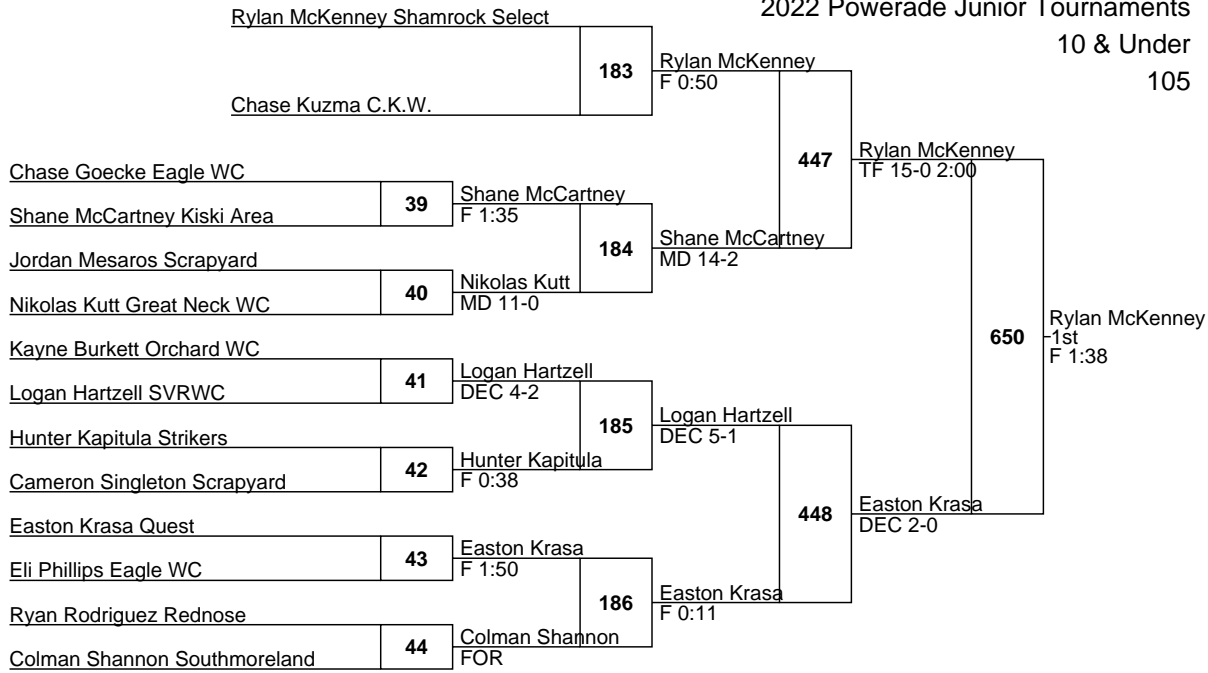 2022 Powerade Junior Tournaments
10 & Under
105
Rylan McKenney Shamrock Select
183
Rylan McKenney
F 0:50
Chase Kuzma C.K.W.
447
Rylan McKenney
TF 15-0 2:00
Chase Goecke Eagle WC
39
Shane McCartney
F 1:35
Shane McCartney Kiski Area
184
Shane McCartney
MD 14-2
Jordan Mesaros Scrapyard
40
Nikolas Kutt
MD 11-0
Nikolas Kutt Great Neck WC
650
Rylan McKenney
1st
F 1:38
Kayne Burkett Orchard WC
41
Logan Hartzell
DEC 4-2
Logan Hartzell SVRWC
185
Logan Hartzell
DEC 5-1
Hunter Kapitula Strikers
42
Hunter Kapitula
F 0:38
Cameron Singleton Scrapyard
448
Easton Krasa
DEC 2-0
Easton Krasa Quest
43
Easton Krasa
F 1:50
Eli Phillips Eagle WC
186
Easton Krasa
F 0:11
Ryan Rodriguez Rednose
44
Colman Shannon
FOR
Colman Shannon Southmoreland